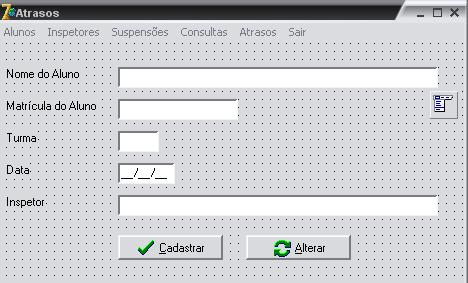 Atrasos
Alunos Inspetores Suspensões Consultas Atrasos Sair
Nome do Aluno
Matrícula do Aluno
Turma
Data __/__/__
Inspetor
Cadastrar Alterar